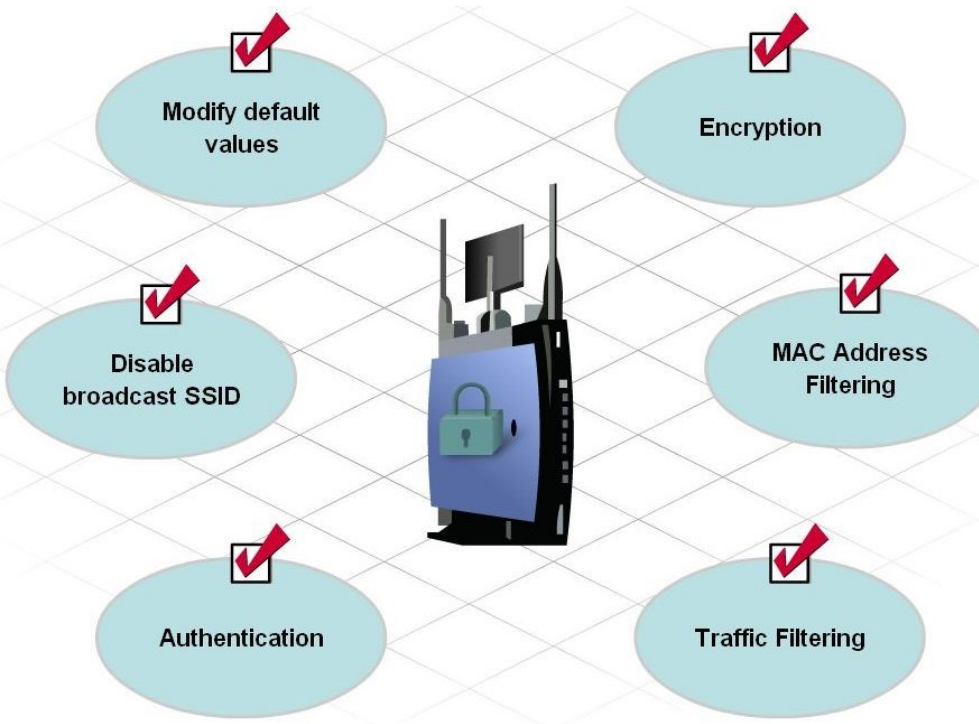 Modify default
values
Encryption
Disable
broadcast SSID
MAC Address
Filtering
Authentication
Traffic Filtering